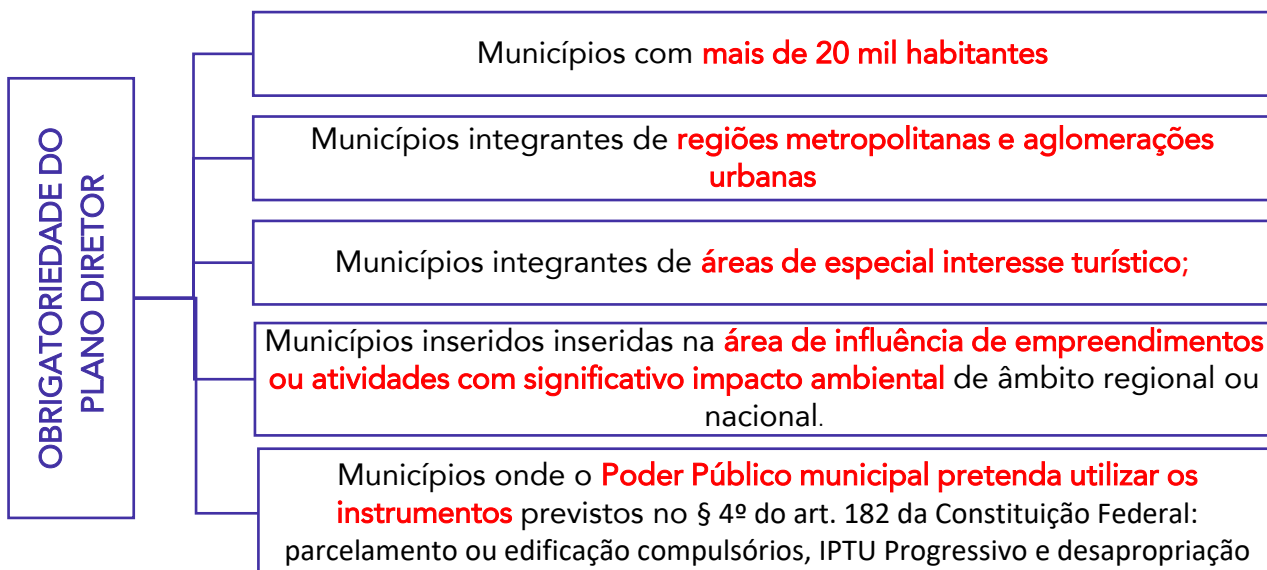 OBRIGATORIEDADE DO
PLANO DIRETOR
Municípios com mais de 20 mil habitantes
Municípios integrantes de regiões metropolitanas e aglomerações
urbanas
Municípios integrantes de áreas de especial interesse turístico;
Municípios inseridos inseridas na área de influência de empreendimentos
ou atividades com significativo impacto ambiental de âmbito regional ou
nacional.
Municípios onde o Poder Público municipal pretenda utilizar os
instrumentos previstos no § 4º do art. 182 da Constituição Federal:
parcelamento ou edificação compulsórios, IPTU Progressivo e desapropriação